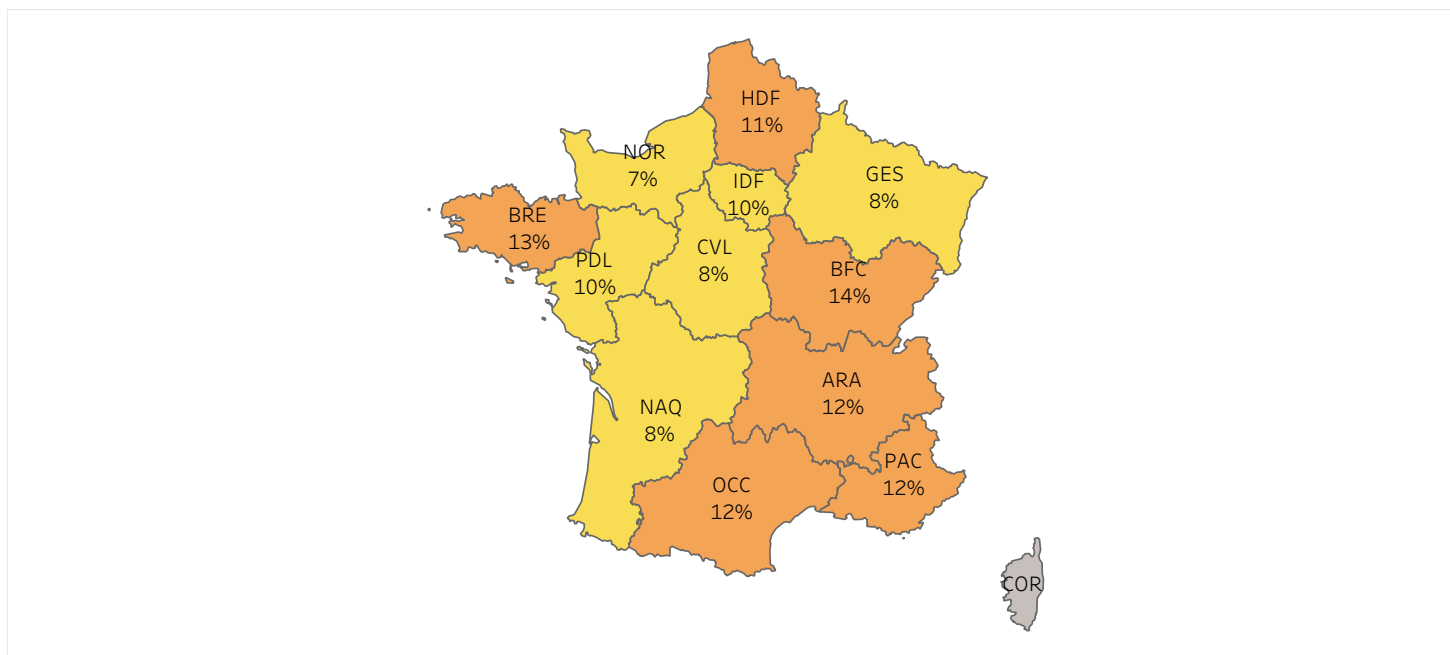 HDF
11%
NOR
7%
IDF
10%
GES
8%
BRE
13%
PDL
10%
CVL
8%
BFC
14%
ARA
12%
NAQ
8%
PAC
12%
OCC
12%
COR